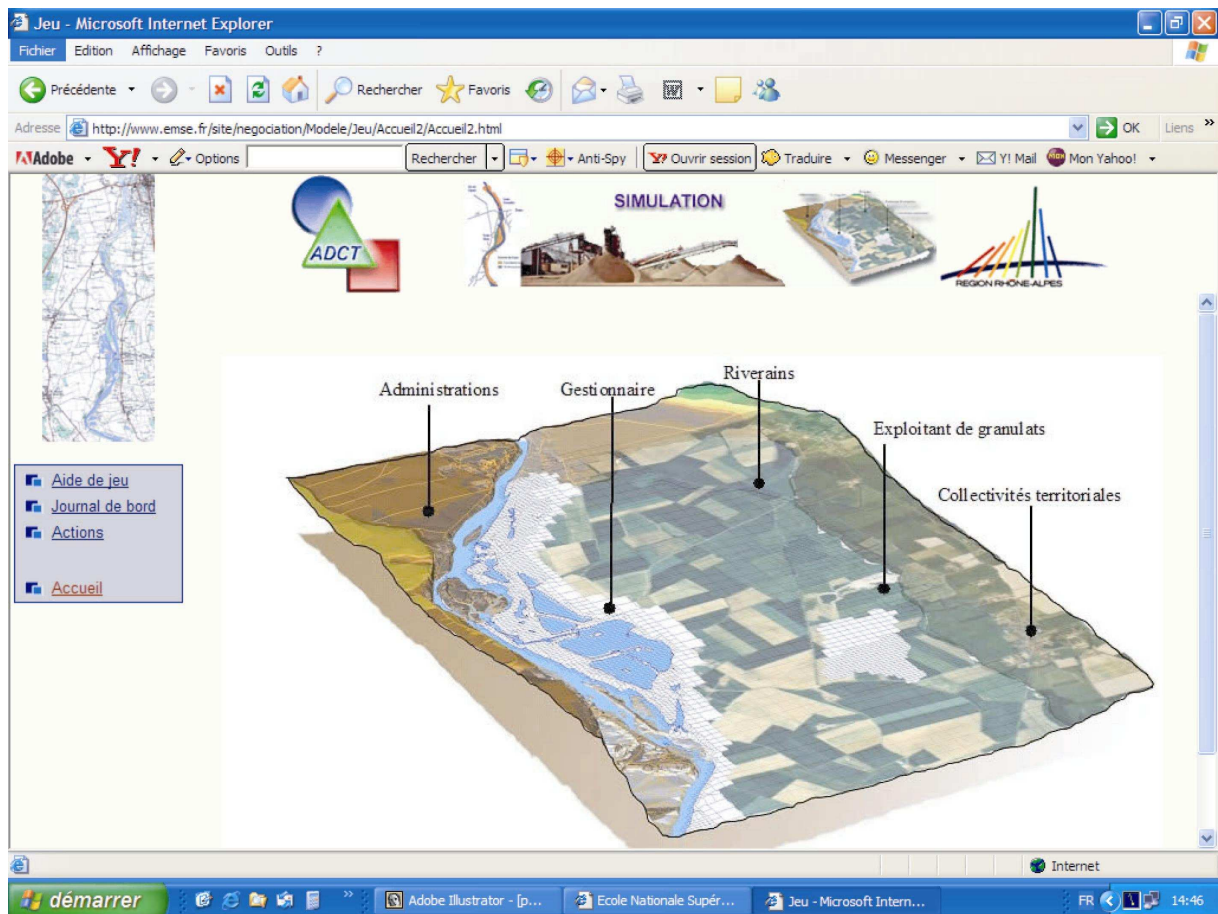 Jeu - Microsoft Internet Explorer
Fichier Edition Affichage Favoris Outils ?
Précédente Rechercher Favoris
Adresse http://www.emse.fr/site/negociation/Modele/Jeu/Accueil2/Accueil2.html OK Liens »
Adobe Y! Options Rechercher Anti-Spy Y? Ouvrir session Traduire Messenger Y! Mail Mon Yahoo!
ADCT
SIMULATION
REGION RHÔNE-ALPES
Riverains
Administrations Gestionnaire
Exploitant de granulats
Collectivités territoriales
Aide de jeu
Journal de bord
Actions
Accueil
Internet
démarrer » Adobe Illustrator - [p... Ecole Nationale Supér... Jeu - Microsoft Intern... FR 14:46